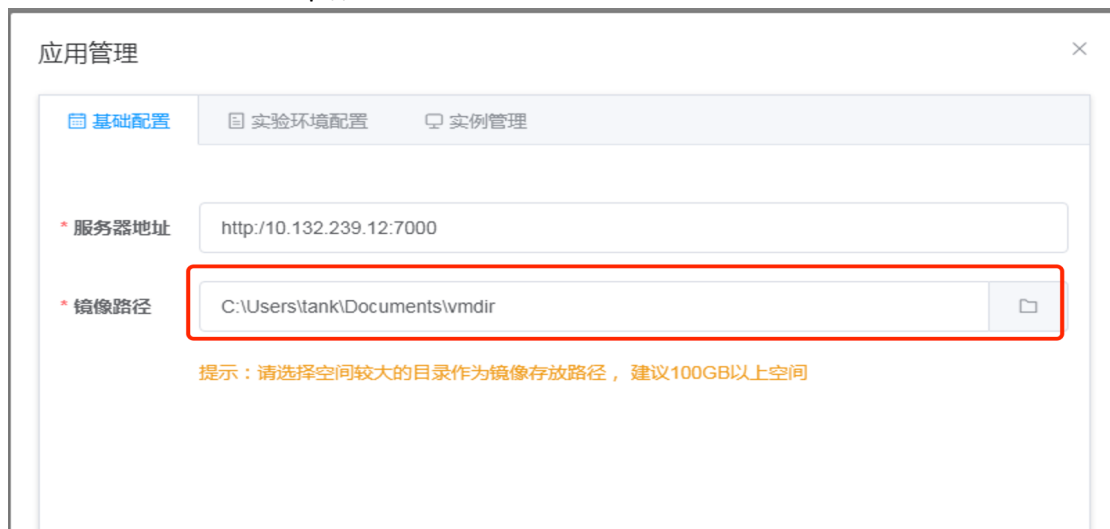 应用管理
基础配置 实验环境配置 实例管理
* 服务器地址 http:/10.132.239.12:7000
* 镜像路径 C:\Users\tank\Documents\vmdir
提示：请选择空间较大的目录作为镜像存放路径 ，建议100GB以上空间